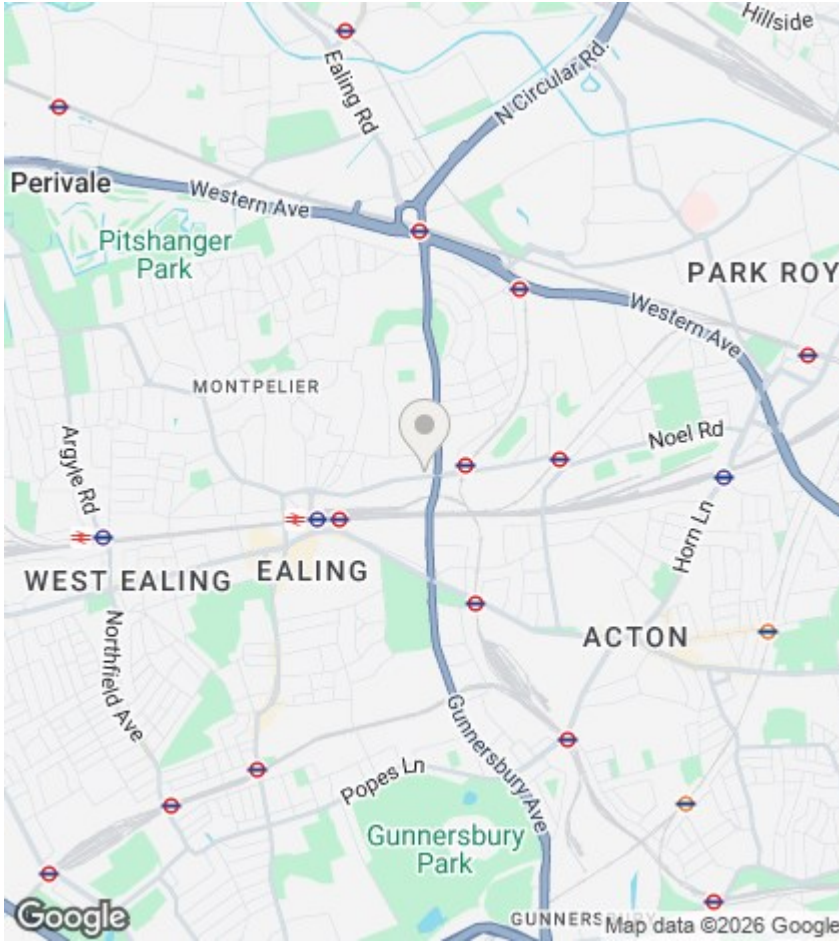 Hillside
Ealing Rd
N Circular Rd.
Perivale
Western Ave
Pitshanger
Park
PARK ROY
Western Ave
MONTPELIER
Argyle Rd
Noel Rd
Horn Ln
WEST EALING
EALING
ACTON
Northfield Ave
Gunnersbury Ave
Popes Ln
Gunnersbury
Park
GUNNERSBURY
Google
Map data ©2026 Google